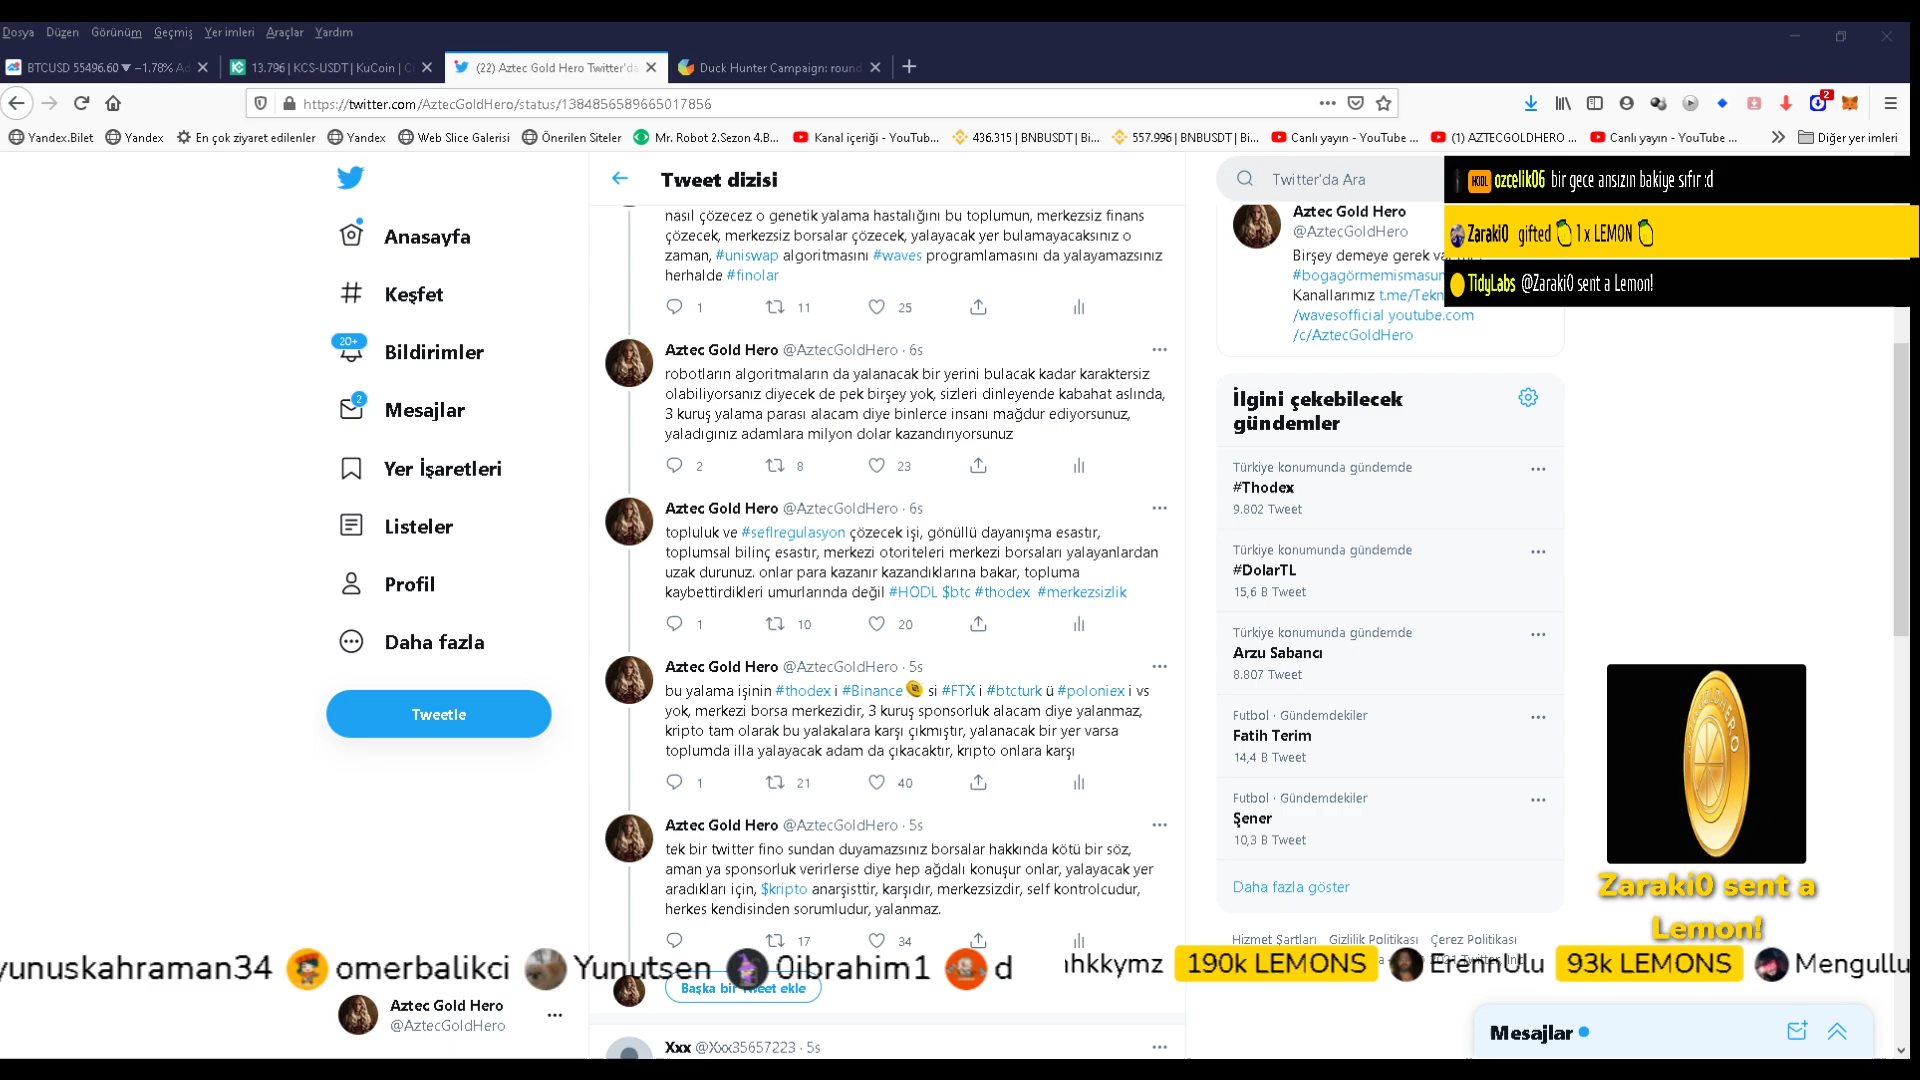 Dosya Düzen Görünüm Geçmiş Yer imleri Araçlar Yardım
BTCUSD 55496.60 ▼ −1.78% A
13.796 | KCS-USDT | KuCoin | C
(22) Aztec Gold Hero Twitter'da
Duck Hunter Campaign: round
https://twitter.com/AztecGoldHero/status/1384856589665017856
2
Yandex.Bilet Yandex En çok ziyaret edilenler Yandex Web Slice Galerisi Önerilen Siteler Mr. Robot 2.Sezon 4.B... Kanal içeriği - YouTu... 436.315 | BNBUSDT | Bi... 557.996 | BNBUSDT | Bi... Canlı yayın - YouTube ... (1) AZTECGOLDHERO ... Canlı yayın - YouTube ... Diğer yer imleri
Anasayfa
Keşfet
20+
Bildirimler
2
Mesajlar
Yer İşaretleri
Listeler
Profil
Daha fazla
Tweetle
Aztec Gold Hero
@AztecGoldHero
Tweet dizisi
nasıl çözecez o genetik yalama hastalığını bu toplumun, merkezsiz finans
çözecek, merkezsiz borsalar çözecek, yalayacak yer bulamayacaksınız o
zaman, #uniswap algoritmasını #waves programlamasını da yalayamazsınız
herhalde #finolar
1 11 25
Aztec Gold Hero @AztecGoldHero · 6s
robotların algoritmaların da yalanacak bir yerini bulacak kadar karaktersiz
olabiliyorsanız diyecek de pek birşey yok, sizleri dinleyende kabahat aslında,
3 kuruş yalama parası alacam diye binlerce insanı mağdur ediyorsunuz,
yaladıgınız adamlara milyon dolar kazandırıyorsunuz
2 8 23
Aztec Gold Hero @AztecGoldHero · 6s
topluluk ve #seflregulasyon çözecek işi, gönüllü dayanışma esastır,
toplumsal bilinç esastır, merkezi otoriteleri merkezi borsaları yalayanlardan
uzak durunuz. onlar para kazanır kazandıklarına bakar, topluma
kaybettirdikleri umurlarında değil #HODL $btc #thodex #merkezsizlik
1 10 20
Aztec Gold Hero @AztecGoldHero · 5s
bu yalama işinin #thodex i #Binance si #FTX i #btcturk ü #poloniex i vs
yok, merkezi borsa merkezidir, 3 kuruş sponsorluk alacam diye yalanmaz,
kripto tam olarak bu yalakalara karşı çıkmıştır, yalanacak bir yer varsa
toplumda illa yalayacak adam da çıkacaktır, kripto onlara karşı
1 21 40
Aztec Gold Hero @AztecGoldHero · 5s
tek bir twitter fino sundan duyamazsınız borsalar hakkında kötü bir söz,
aman ya sponsorluk verirlerse diye hep ağdalı konuşur onlar, yalayacak yer
aradıkları için, $kripto anarşisttir, karşıdır, merkezsizdir, self kontrolcudur,
herkes kendisinden sorumludur, yalanmaz.
17 34
Başka bir Tweet ekle
Xxx @Xxx35657223 · 5s
Twitter'da Ara
Aztec Gold Hero
@AztecGoldHero
Birşey demeye gerek
#bogagörmemismasu
Kanallarımız t.me/Tekn
/wavesofficial youtube.com
/c/AztecGoldHero
İlgini çekebilecek
gündemler
Türkiye konumunda gündemde
#Thodex
9.802 Tweet
Türkiye konumunda gündemde
#DolarTL
15,6 B Tweet
Türkiye konumunda gündemde
Arzu Sabancı
8.807 Tweet
Futbol · Gündemdekiler
Fatih Terim
14,4 B Tweet
Futbol · Gündemdekiler
Şener
10,3 B Tweet
Daha fazla göster
Hizmet Şartları Gizlilik Politikası Çerez Politikası
HODL ozcelik06 bir gece ansızın bakiye sıfır :d
Zaraki0 gifted 1 x LEMON
TidyLabs @Zaraki0 sent a Lemon!
GOLDHERO
Zaraki0 sent a
Lemon!
yunuskahraman34 omerbalikci Yunutsen 0ibrahim1 d hkkymz 190k LEMONS ErennUlu 93k LEMONS Mengullu
Mesajlar